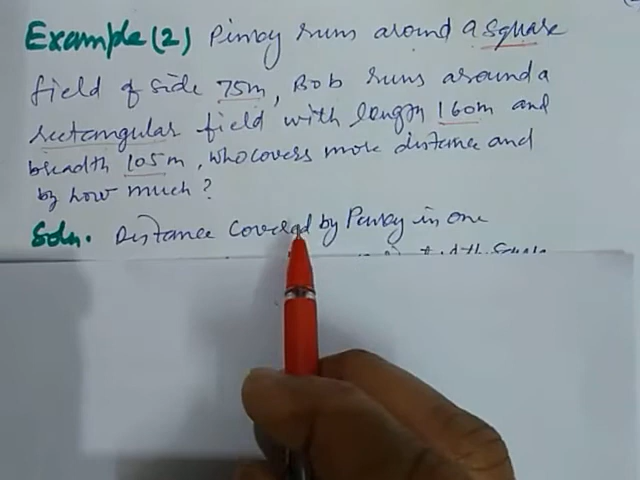 Example (2) Pinky runs around a square
field of side 75m, Bob runs around a
rectangular field with length 160m and
breadth 105m, who covers more distance and
by how much?
Soln. Distance covered by Pinky in one